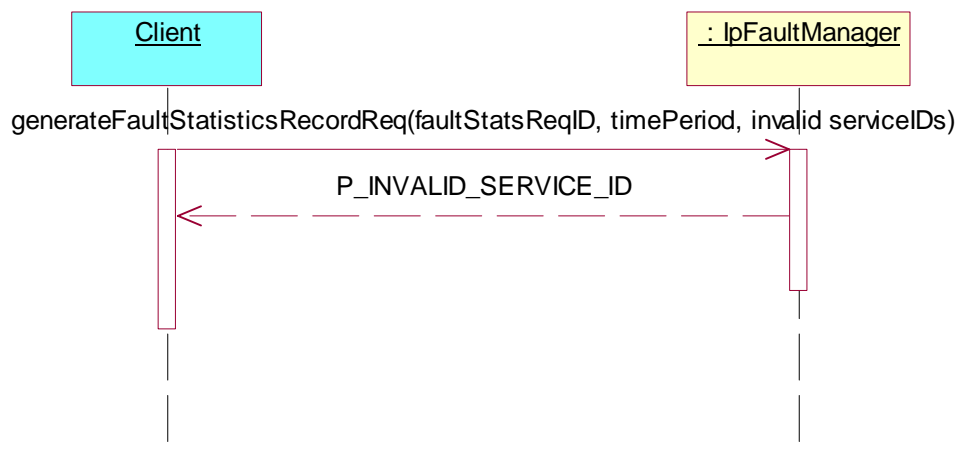 Client
: IpFaultManager
generateFaultStatisticsRecordReq(faultStatsReqID, timePeriod, invalid serviceIDs)
P_INVALID_SERVICE_ID